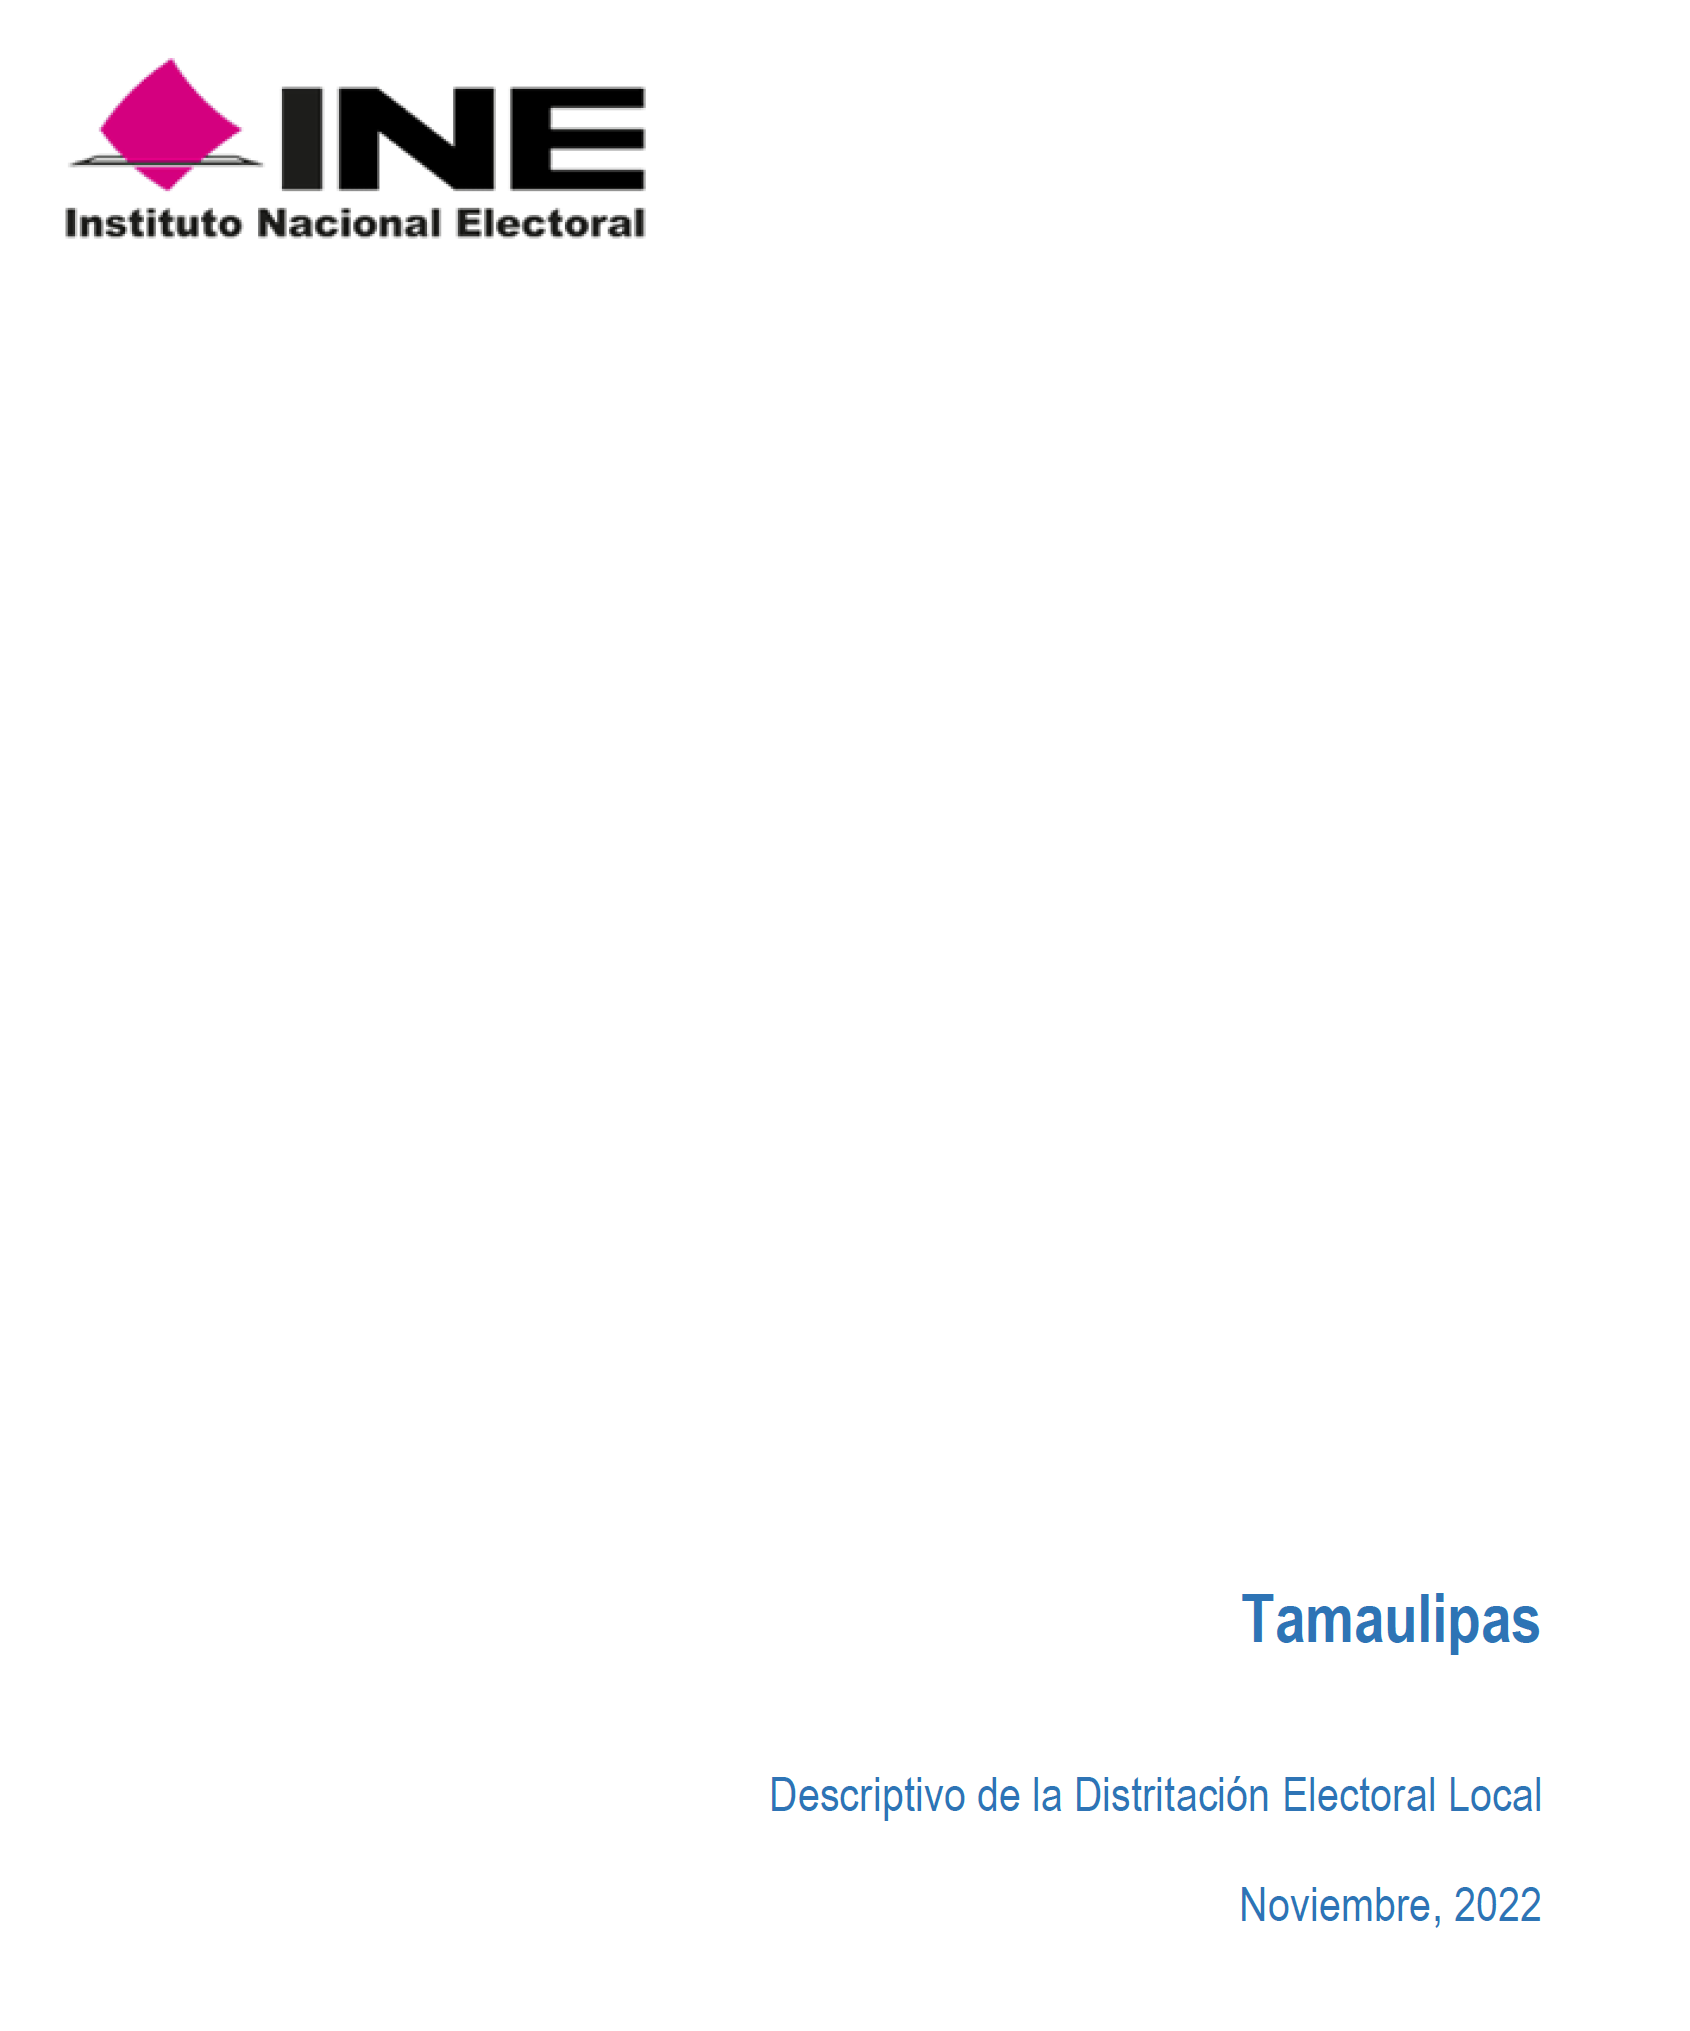 INE
Instituto Nacional Electoral
Tamaulipas
Descriptivo de la Distritación Electoral Local
Noviembre, 2022